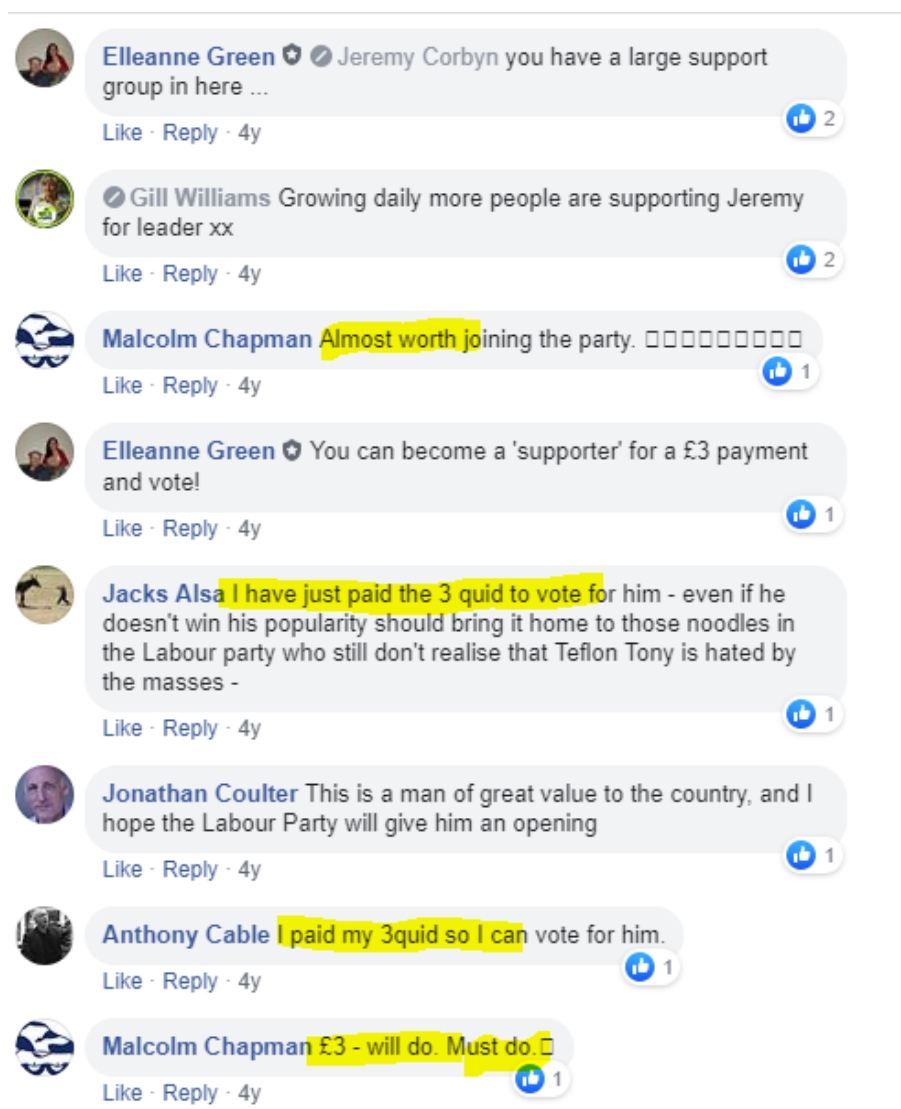 Elleanne Green Jeremy Corbyn you have a large support
group in here ...
Like · Reply · 4y
2
Gill Williams Growing daily more people are supporting Jeremy
for leader xx
Like · Reply · 4y
2
Malcolm Chapman Almost worth joining the party. □□□□□□□□□
Like · Reply · 4y
1
Elleanne Green You can become a 'supporter' for a £3 payment
and vote!
Like · Reply · 4y
1
Jacks Alsa I have just paid the 3 quid to vote for him - even if he
doesn't win his popularity should bring it home to those noodles in
the Labour party who still don't realise that Teflon Tony is hated by
the masses -
Like · Reply · 4y
1
Jonathan Coulter This is a man of great value to the country, and I
hope the Labour Party will give him an opening
Like · Reply · 4y
1
Anthony Cable I paid my 3quid so I can vote for him.
Like · Reply · 4y
1
Malcolm Chapman £3 - will do. Must do.□
Like · Reply · 4y
1